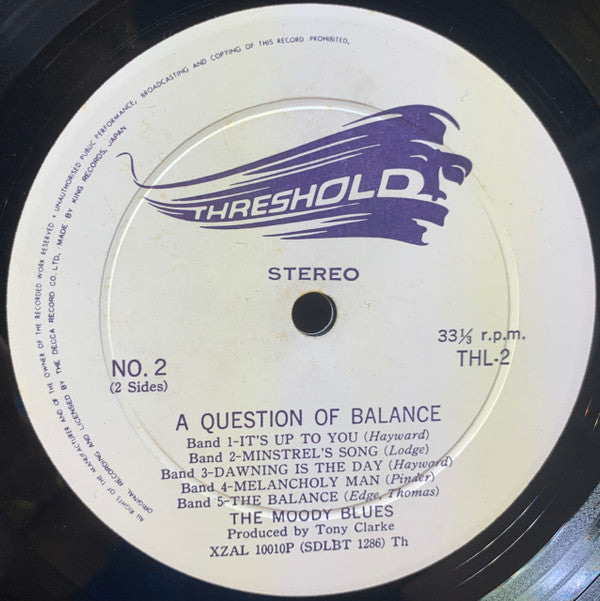 ALL RIGHTS OF THE MANUFACTURER AND OF THE OWNER OF THE RECORDED WORK RESERVED • UNAUTHORISED PUBLIC PERFORMANCE, BROADCASTING AND COPYING OF THIS RECORD PROHIBITED.
ORIGINAL RECORDING AND LICENSED BY THE DECCA RECORD CO. LTD., MADE BY KING RECORDS, JAPAN
THRESHOLD
STEREO
NO. 2
(2 Sides)
33⅓ r.p.m.
THL-2
A QUESTION OF BALANCE
Band 1-IT'S UP TO YOU (Hayward)
Band 2-MINSTREL'S SONG (Lodge)
Band 3-DAWNING IS THE DAY (Hayword)
Band 4-MELANCHOLY MAN (Pinder)
Band 5-THE BALANCE (Edge, Thomas)
THE MOODY BLUES
Produced by Tony Clarke
XZAL 10010P (SDLBT 1286) Th